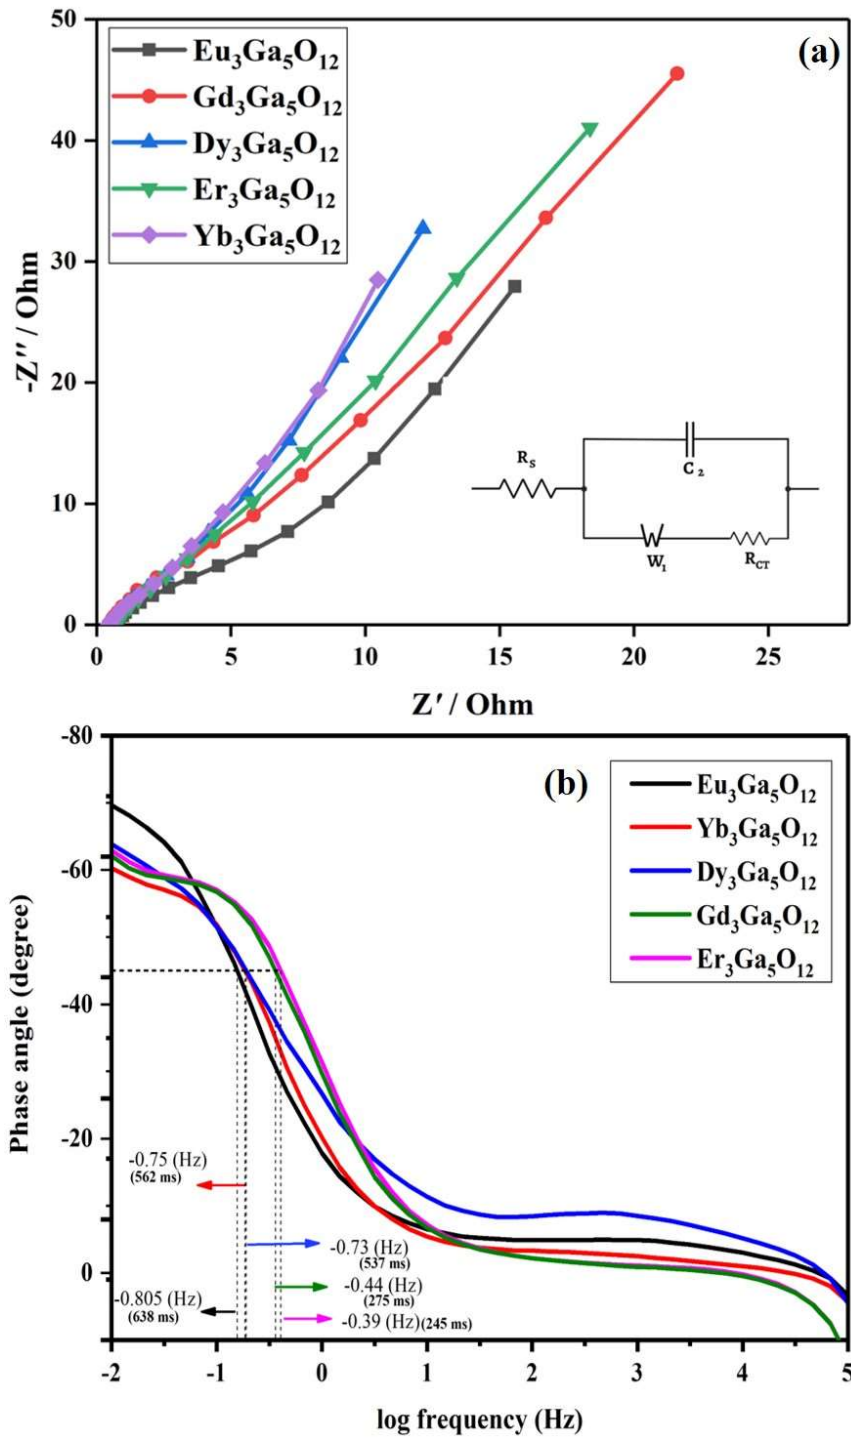 50
40
30
20
10
0
-Z″ / Ohm
Eu₃Ga₅O₁₂
Gd₃Ga₅O₁₂
Dy₃Ga₅O₁₂
Er₃Ga₅O₁₂
Yb₃Ga₅O₁₂
(a)
R_S
C ₂
W₁
R_CT
0 5 10 15 20 25
Z′ / Ohm
-80
-60
-40
-20
0
Phase angle (degree)
(b)
Eu₃Ga₅O₁₂
Yb₃Ga₅O₁₂
Dy₃Ga₅O₁₂
Gd₃Ga₅O₁₂
Er₃Ga₅O₁₂
-0.75 (Hz)
(562 ms)
-0.73 (Hz)
(537 ms)
-0.44 (Hz)
(275 ms)
-0.805 (Hz)
(638 ms)
-0.39 (Hz)(245 ms)
-2 -1 0 1 2 3 4 5
log frequency (Hz)